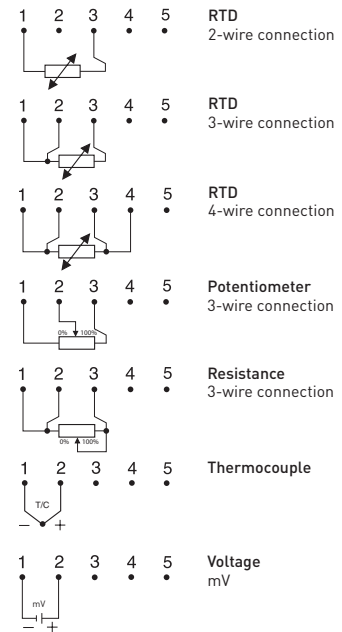 1 2 3 4 5 RTD
2-wire connection
1 2 3 4 5 RTD
3-wire connection
1 2 3 4 5 RTD
4-wire connection
1 2 3 4 5 Potentiometer
3-wire connection
0% 100%
1 2 3 4 5 Resistance
3-wire connection
0% 100%
1 2 3 4 5 Thermocouple
T/C
– +
1 2 3 4 5 Voltage
mV
mV
– +